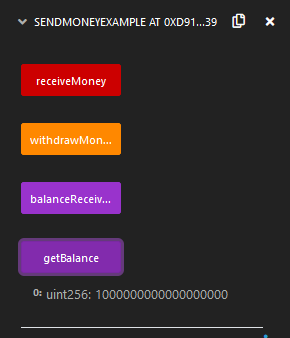 SENDMONEYEXAMPLE AT 0XD91...39
receiveMoney
withdrawMon...
balanceReceiv...
getBalance
0: uint256: 1000000000000000000